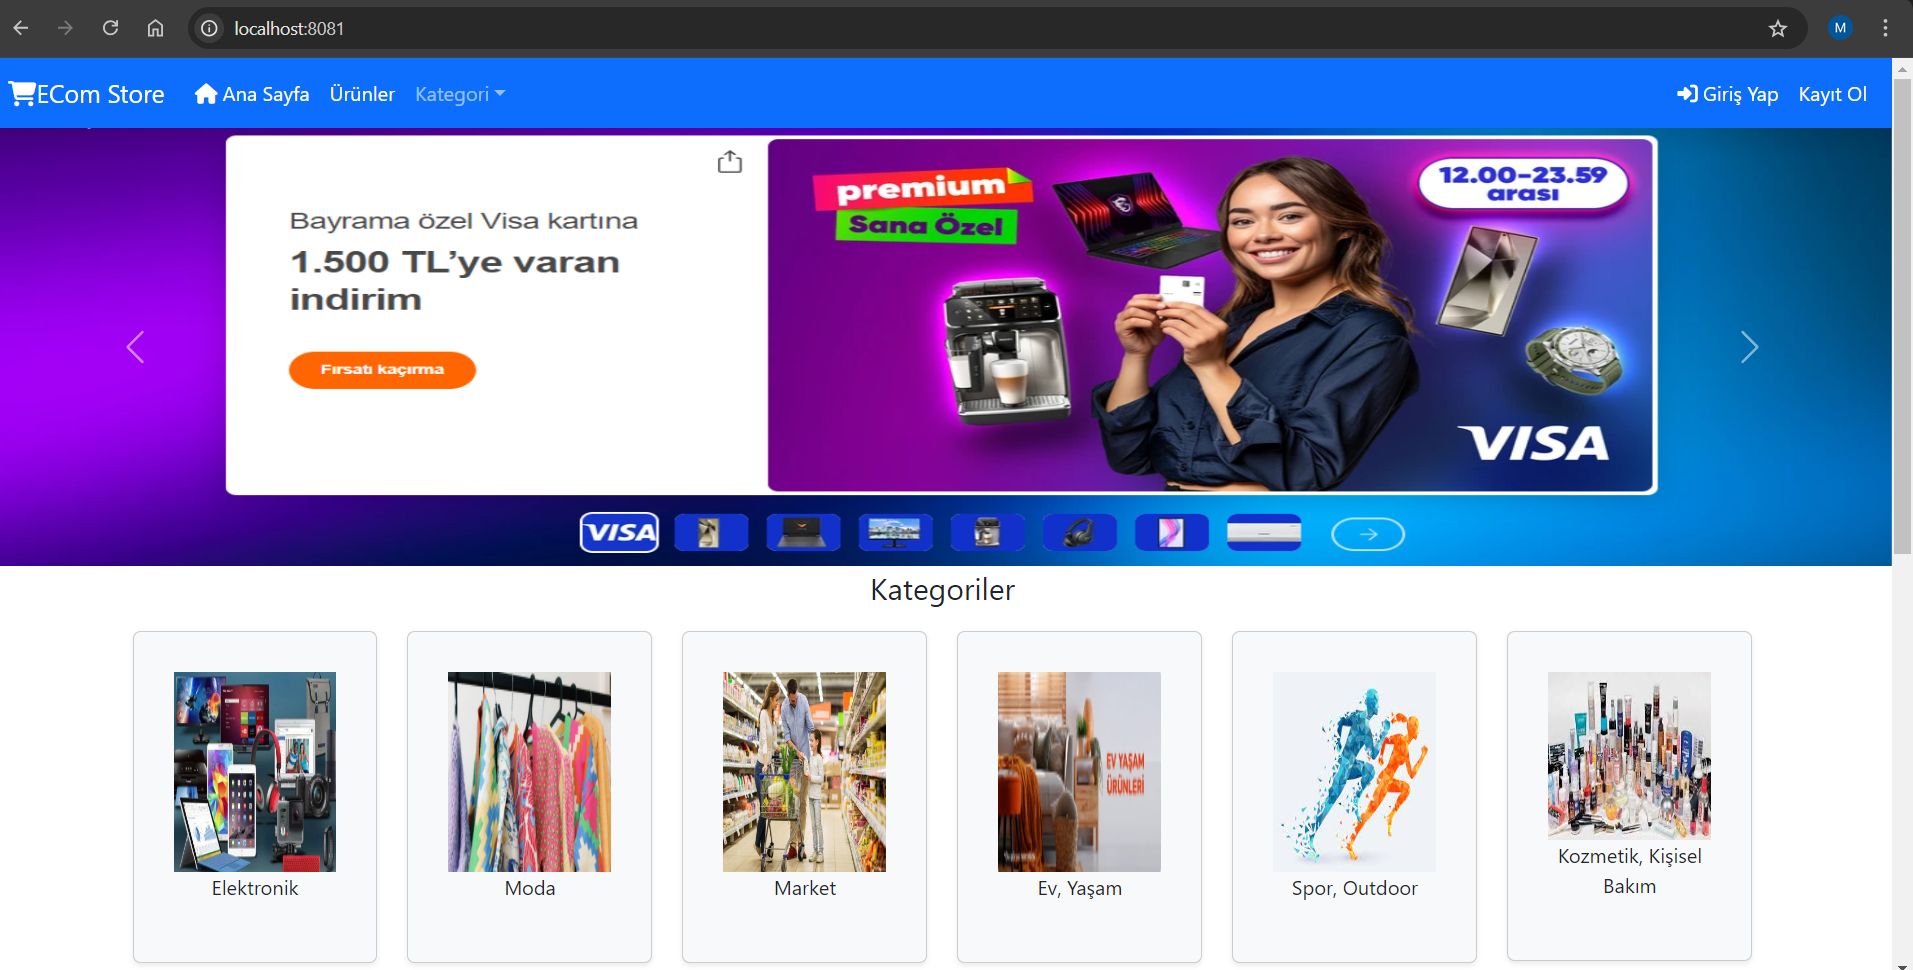 localhost:8081
M
ECom Store
Ana Sayfa
Ürünler
Kategori
Giriş Yap
Kayıt Ol
Bayrama özel Visa kartına
1.500 TL’ye varan
indirim
Fırsatı kaçırma
premium
Sana Özel
12.00-23.59
arası
VISA
VISA
Kategoriler
Elektronik
Moda
Market
EV YAŞAM
ÜRÜNLERİ
Ev, Yaşam
Spor, Outdoor
Kozmetik, Kişisel
Bakım